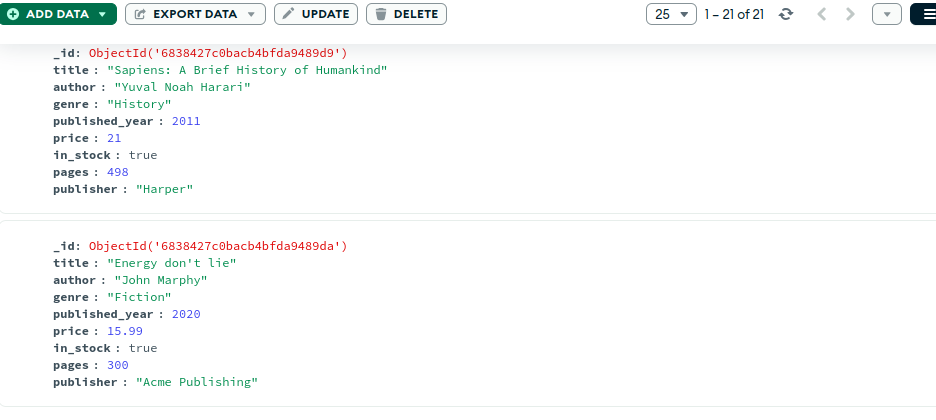 ADD DATA EXPORT DATA UPDATE DELETE 25 1 – 21 of 21
_id: ObjectId('6838427c0bacb4bfda9489d9')
title : "Sapiens: A Brief History of Humankind"
author : "Yuval Noah Harari"
genre : "History"
published_year : 2011
price : 21
in_stock : true
pages : 498
publisher : "Harper"
_id: ObjectId('6838427c0bacb4bfda9489da')
title : "Energy don't lie"
author : "John Marphy"
genre : "Fiction"
published_year : 2020
price : 15.99
in_stock : true
pages : 300
publisher : "Acme Publishing"